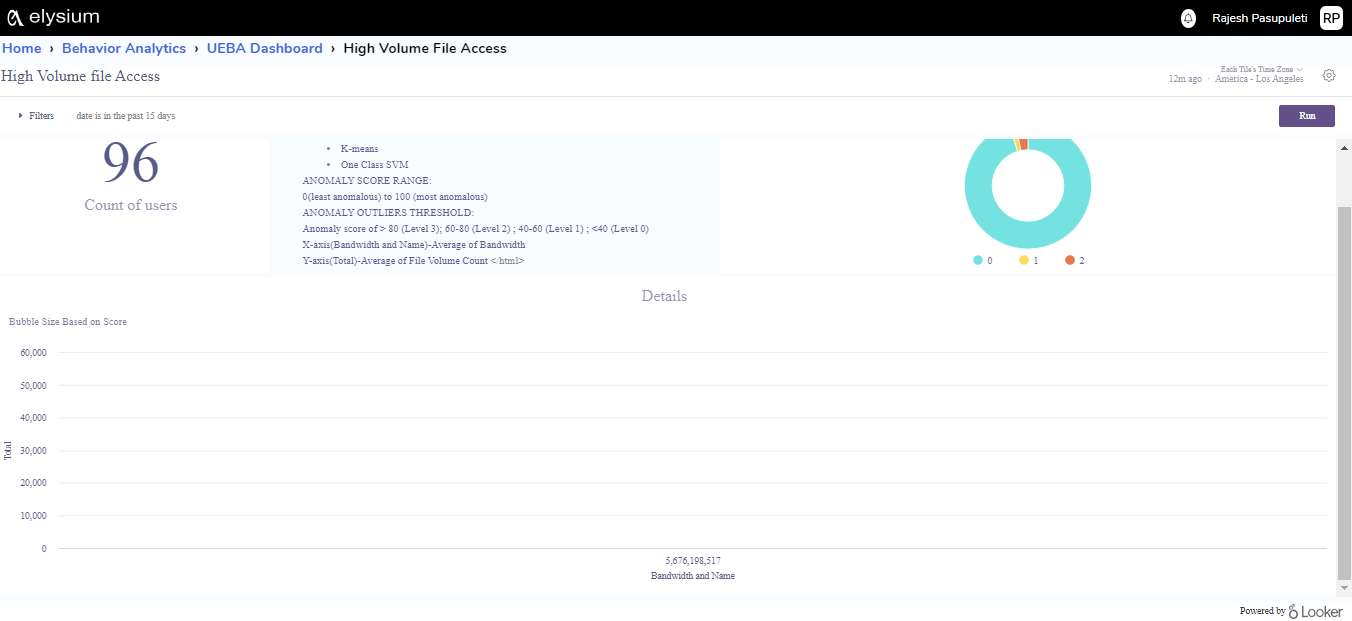 elysium
Rajesh Pasupuleti RP
Home › Behavior Analytics › UEBA Dashboard › High Volume File Access
High Volume file Access
Each Tile's Time Zone
12m ago · America - Los Angeles
Filters date is in the past 15 days
Run
96
Count of users
• K-means
• One Class SVM
ANOMALY SCORE RANGE:
0(least anomalous) to 100 (most anomalous)
ANOMALY OUTLIERS THRESHOLD:
Anomaly score of > 80 (Level 3); 60-80 (Level 2) ; 40-60 (Level 1) ; <40 (Level 0)
X-axis(Bandwidth and Name)-Average of Bandwidth
Y-axis(Total)-Average of File Volume Count </html>
0 1 2
Details
Bubble Size Based on Score
60,000
50,000
40,000
Total
30,000
20,000
10,000
0
5,676,198,517
Bandwidth and Name
Powered by Looker